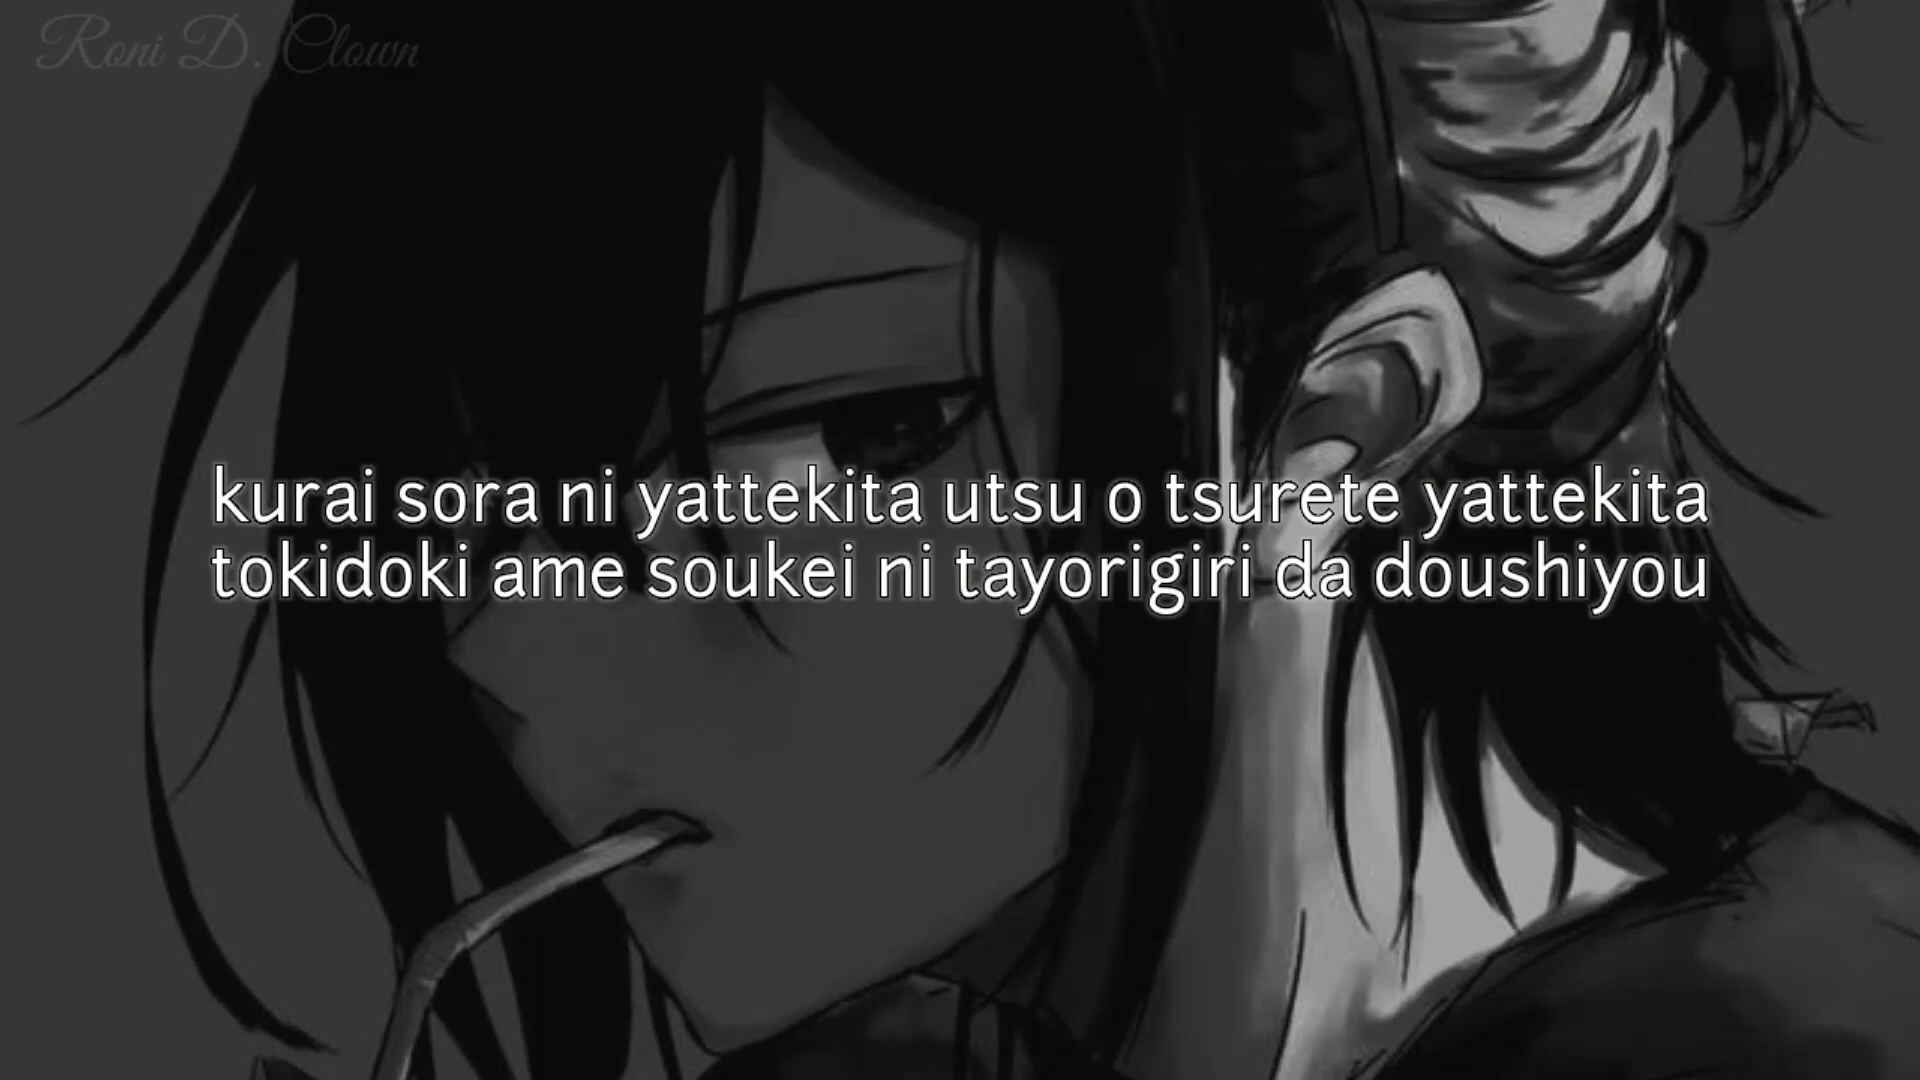 Roni D. Clown
kurai sora ni yattekita utsu o tsurete yattekita
tokidoki ame soukei ni tayorigiri da doushiyou